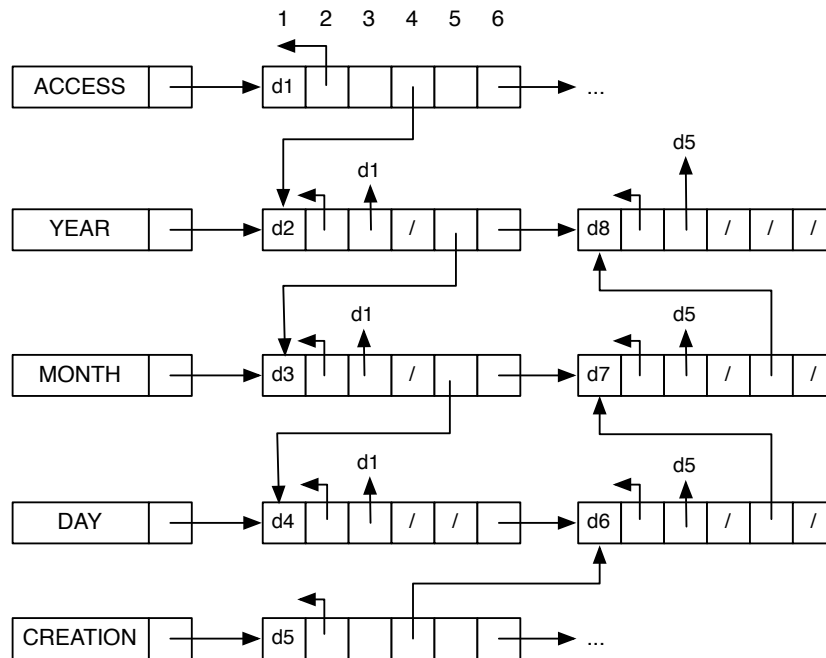 1 2 3 4 5 6
ACCESS d1 ...
d1 d5
YEAR d2 / d8 / / /
d1 d5
MONTH d3 / d7 / /
d1 d5
DAY d4 / / d6 / /
CREATION d5 ...